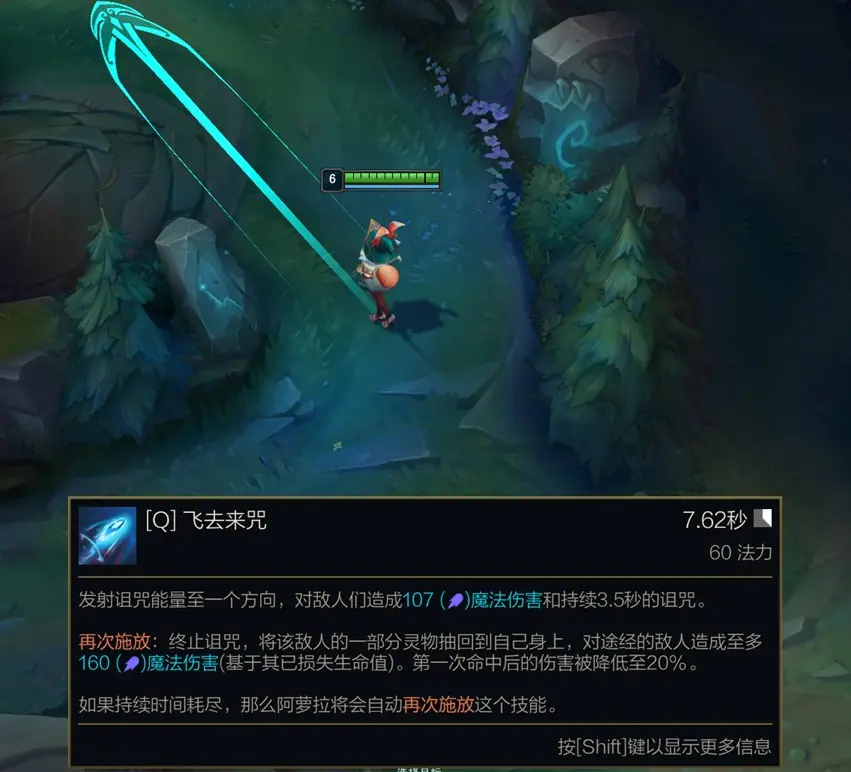 6
[Q] 飞去来咒
7.62秒
60 法力
发射诅咒能量至一个方向，对敌人们造成107 ()魔法伤害和持续3.5秒的诅咒。
再次施放：终止诅咒，将该敌人的一部分灵物抽回到自己身上，对途经的敌人造成至多
160 ()魔法伤害(基于其已损失生命值)。第一次命中后的伤害被降低至20%。
如果持续时间耗尽，那么阿萝拉将会自动再次施放这个技能。
按[Shift]键以显示更多信息